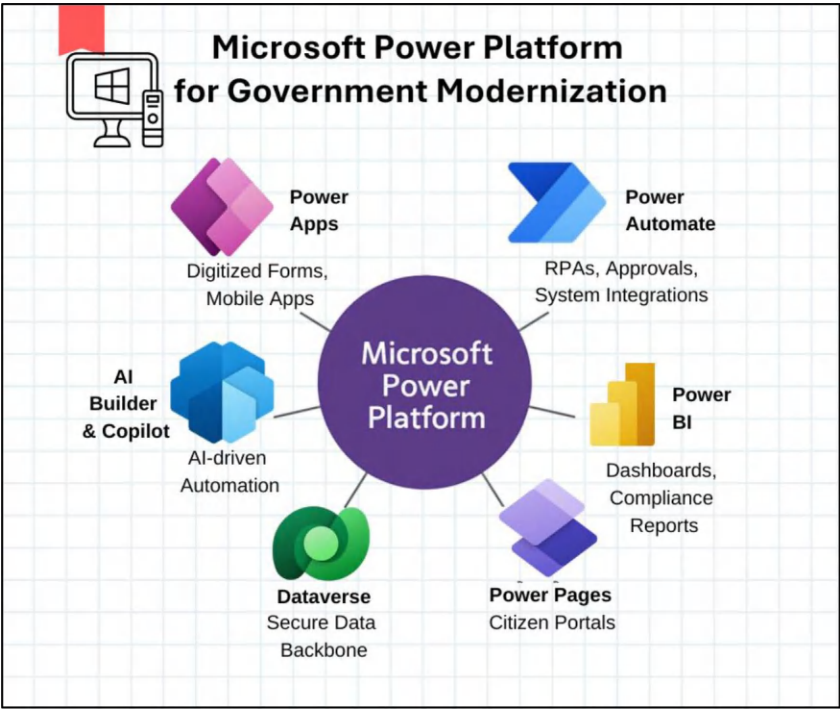 Microsoft Power Platform
for Government Modernization
Power
Apps
Digitized Forms,
Mobile Apps
Power
Automate
RPAs, Approvals,
System Integrations
Microsoft
Power
Platform
AI
Builder
& Copilot
AI-driven
Automation
Power
BI
Dashboards,
Compliance
Reports
Dataverse
Secure Data
Backbone
Power Pages
Citizen Portals